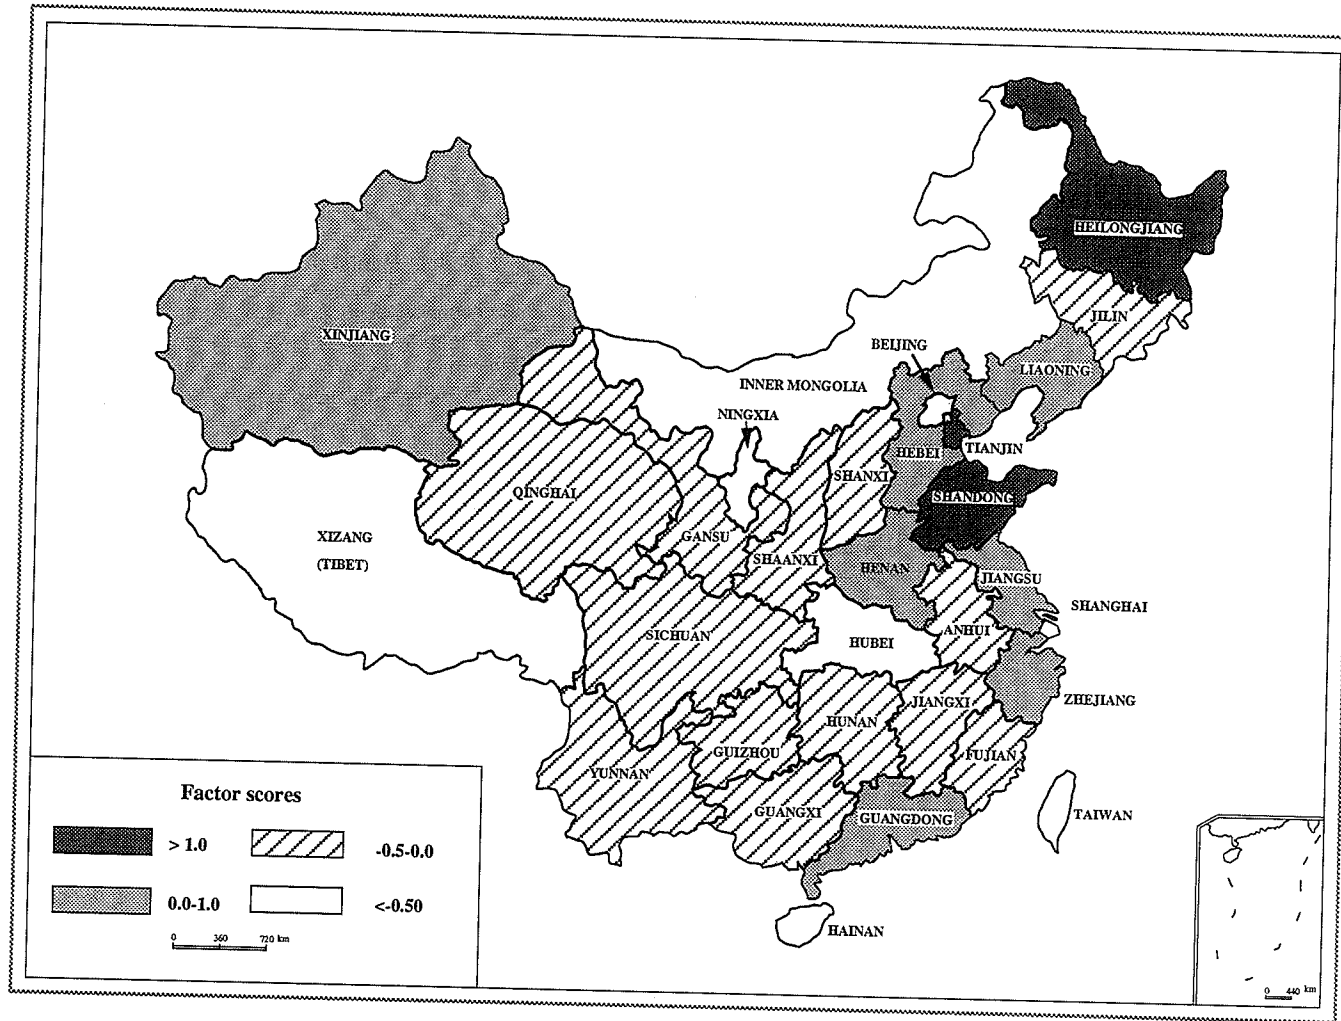 HEILONGJIANG
JILIN
XINJIANG
BEIJING
LIAONING
INNER MONGOLIA
NINGXIA
TIANJIN
HEBEI
SHANXI
QINGHAI
SHANDONG
GANSU
XIZANG
(TIBET)
SHAANXI
HENAN
JIANGSU
SHANGHAI
ANHUI
SICHUAN
HUBEI
ZHEJIANG
JIANGXI
HUNAN
GUIZHOU
FUJIAN
YUNNAN
GUANGXI
GUANGDONG
TAIWAN
HAINAN
Factor scores
> 1.0
-0.5-0.0
0.0-1.0
<-0.50
0 360 720 km
0 440 km